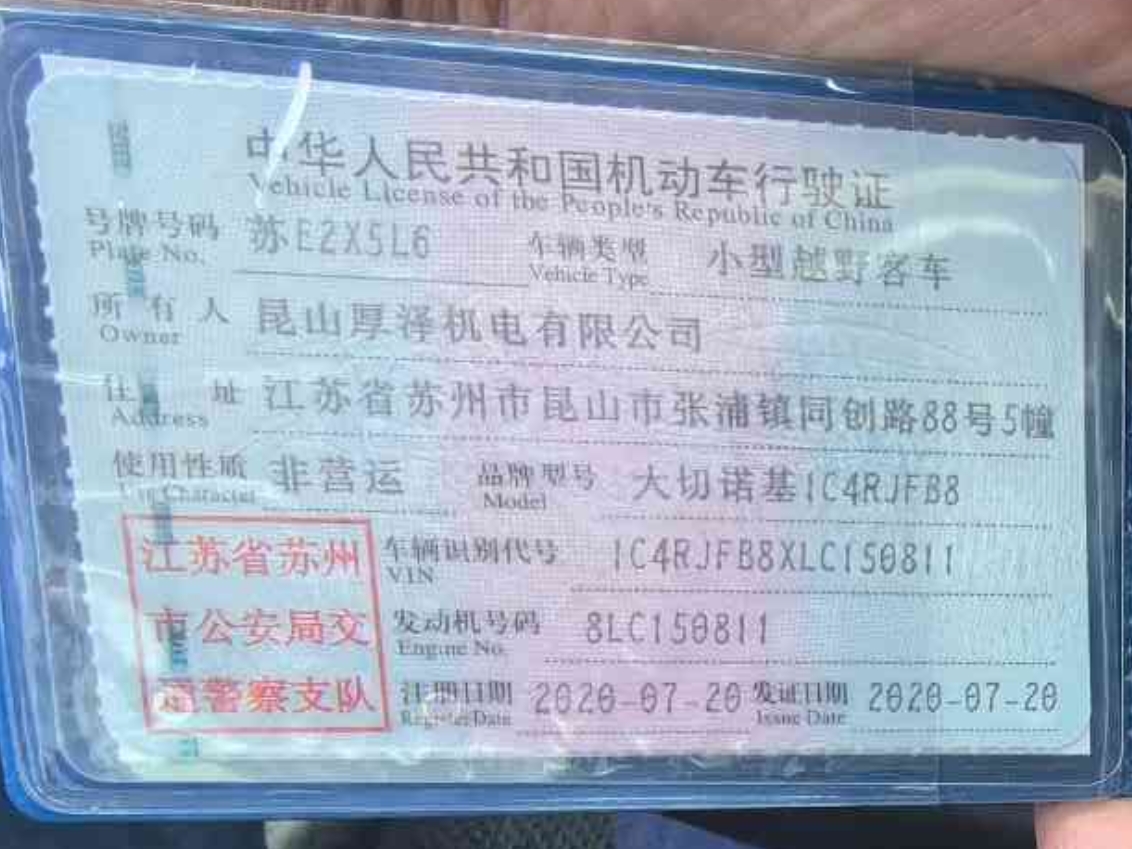 中华人民共和国机动车行驶证
Vehicle License of the People's Republic of China
号牌号码 苏E2X5L6 车辆类型 小型越野客车
Plate No. Vehicle Type
所有人 昆山厚泽机电有限公司
Owner
住址 江苏省苏州市昆山市张浦镇同创路88号5幢
Address
使用性质 非营运 品牌型号 大切诺基1C4RJFB8
Use Character Model
江苏省苏州 车辆识别代号 1C4RJFB8XLC150811
VIN
市公安局交 发动机号码 8LC150811
Engine No.
通警察支队 注册日期 2020-07-20 发证日期 2020-07-20
Register Date Issue Date